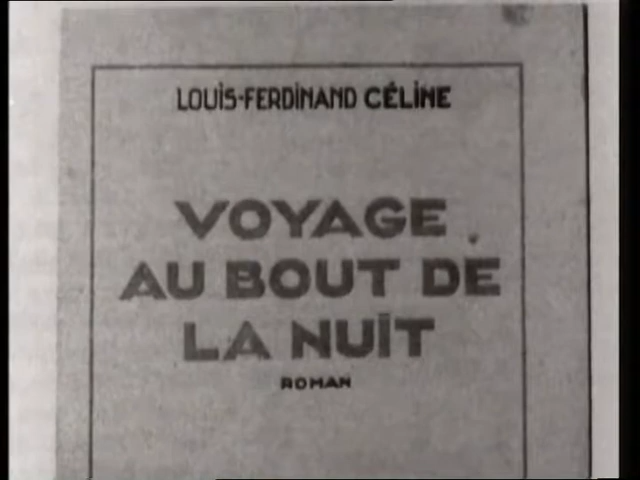 LOUIS-FERDINAND CÉLINE
VOYAGE
AU BOUT DE
LA NUIT
ROMAN